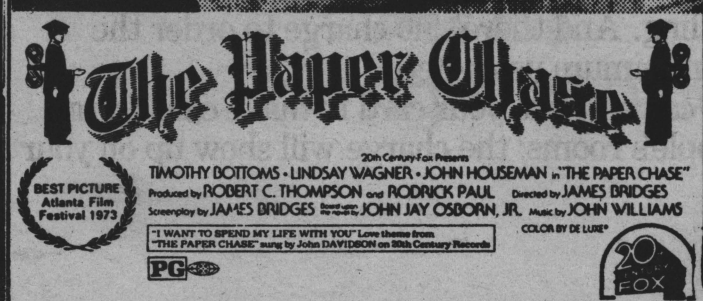 The Paper Chase
20th Century-Fox Presents
TIMOTHY BOTTOMS • LINDSAY WAGNER • JOHN HOUSEMAN in "THE PAPER CHASE"
Produced by ROBERT C. THOMPSON and RODRICK PAUL Directed by JAMES BRIDGES
Screenplay by JAMES BRIDGES Based upon the novel by JOHN JAY OSBORN, JR. Music by JOHN WILLIAMS
BEST PICTURE
Atlanta Film
Festival 1973
"I WANT TO SPEND MY LIFE WITH YOU" Love theme from
"THE PAPER CHASE" sung by John DAVIDSON on 20th Century Records
COLOR BY DE LUXE®
PG
20
FOX